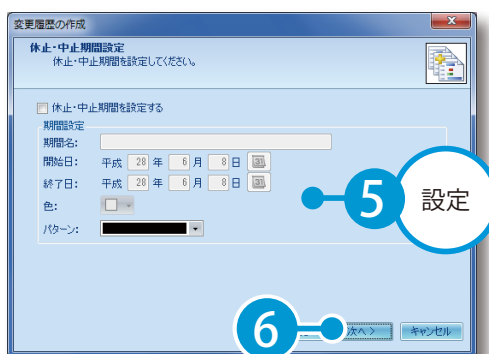 変更履歴の作成
休止・中止期間設定
休止・中止期間を設定してください。
休止・中止期間を設定する
期間設定
期間名:
開始日: 平成 28 年 6 月 8 日 31
終了日: 平成 28 年 6 月 8 日 31
色:
パターン:
5 設定
6
次へ > キャンセル